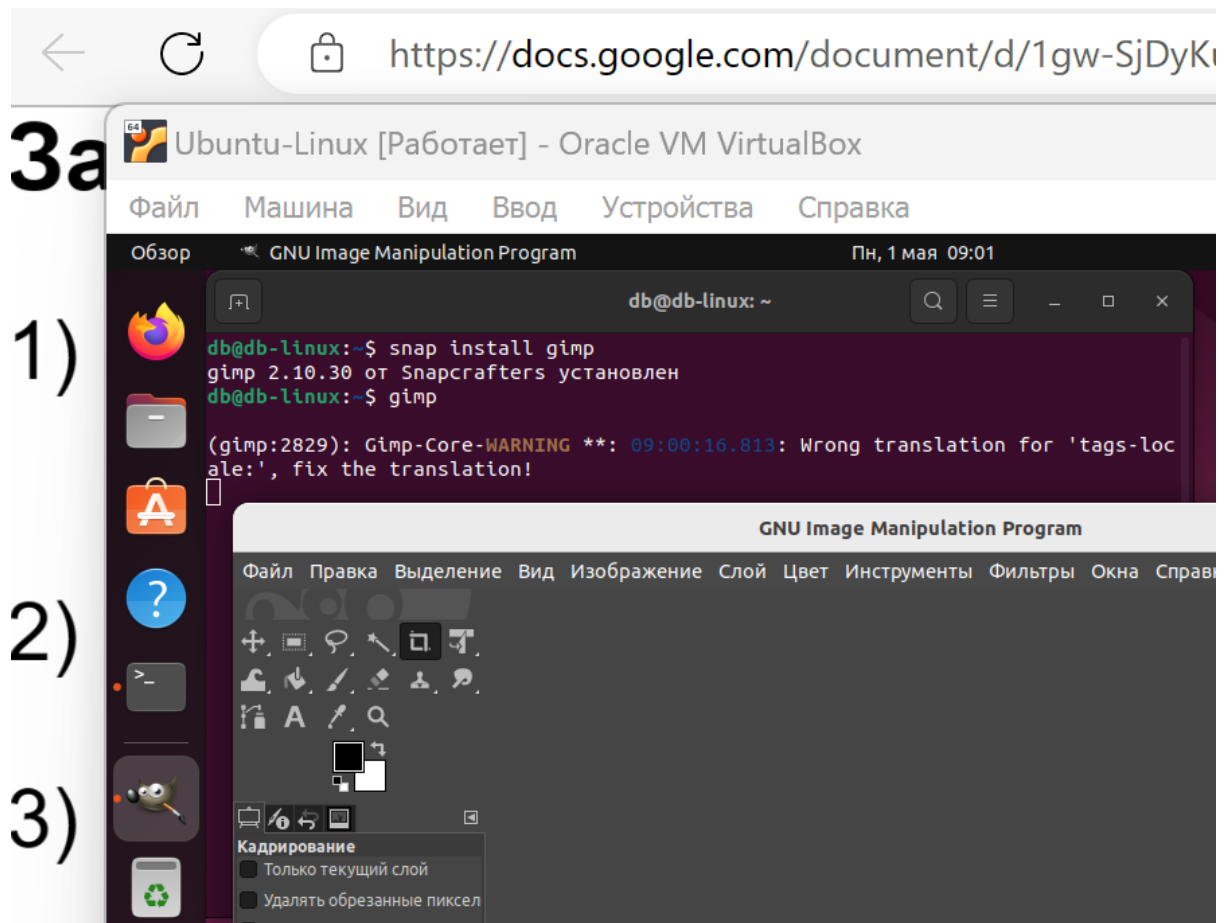 https://docs.google.com/document/d/1gw-SjDyKu
За
64
Ubuntu-Linux [Работает] - Oracle VM VirtualBox
Файл Машина Вид Ввод Устройства Справка
Обзор GNU Image Manipulation Program Пн, 1 мая 09:01
db@db-linux: ~
1)
db@db-linux:~$ snap install gimp
gimp 2.10.30 от Snapcrafters установлен
db@db-linux:~$ gimp
(gimp:2829): Gimp-Core-WARNING **: 09:00:16.813: Wrong translation for 'tags-loc
ale:', fix the translation!
GNU Image Manipulation Program
Файл Правка Выделение Вид Изображение Слой Цвет Инструменты Фильтры Окна Справк
2)
3)
Кадрирование
Только текущий слой
Удалять обрезанные пиксел